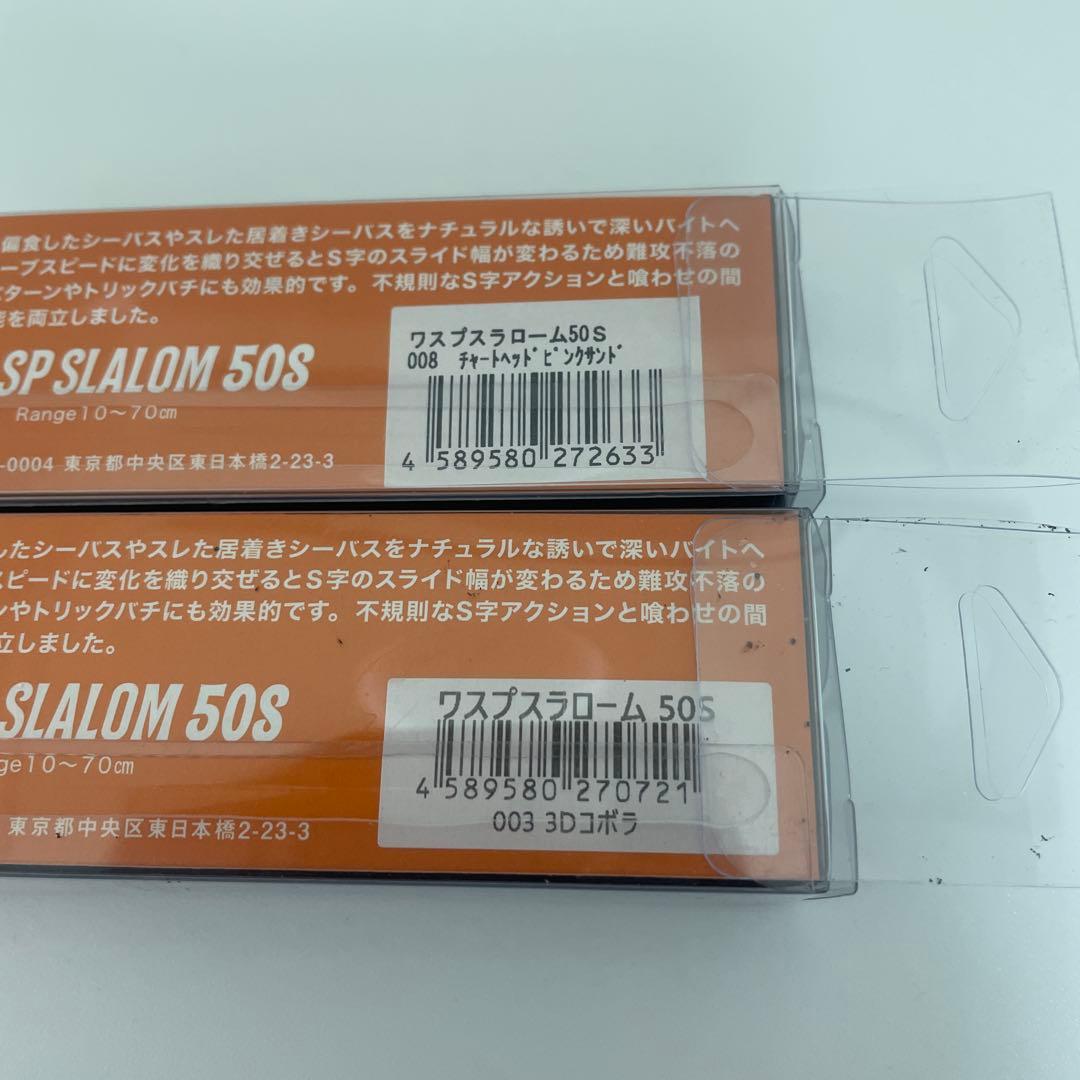 偏食したシーバスやスレた居着きシーバスをナチュラルな誘いで深いバイトへ
ーブスピードに変化を織り交ぜるとS字のスライド幅が変わるため難攻不落の
ターンやトリックバチにも効果的です。不規則なS字アクションと喰わせの間
を両立しました。
SP SLALOM 50S
Range10〜70㎝
-0004 東京都中央区東日本橋2-23-3
ワスプスラローム50S
008 ﾁｬｰﾄﾍｯﾄﾞﾋﾟﾝｸｻﾝﾄﾞ
4 589580 272633
したシーバスやスレた居着きシーバスをナチュラルな誘いで深いバイトへ
スピードに変化を織り交ぜるとS字のスライド幅が変わるため難攻不落の
ンやトリックバチにも効果的です。不規則なS字アクションと喰わせの間
立しました。
SLALOM 50S
ge10〜70㎝
東京都中央区東日本橋2-23-3
ワスプスラローム 50S
4 589580 270721
003 3Dコボラ